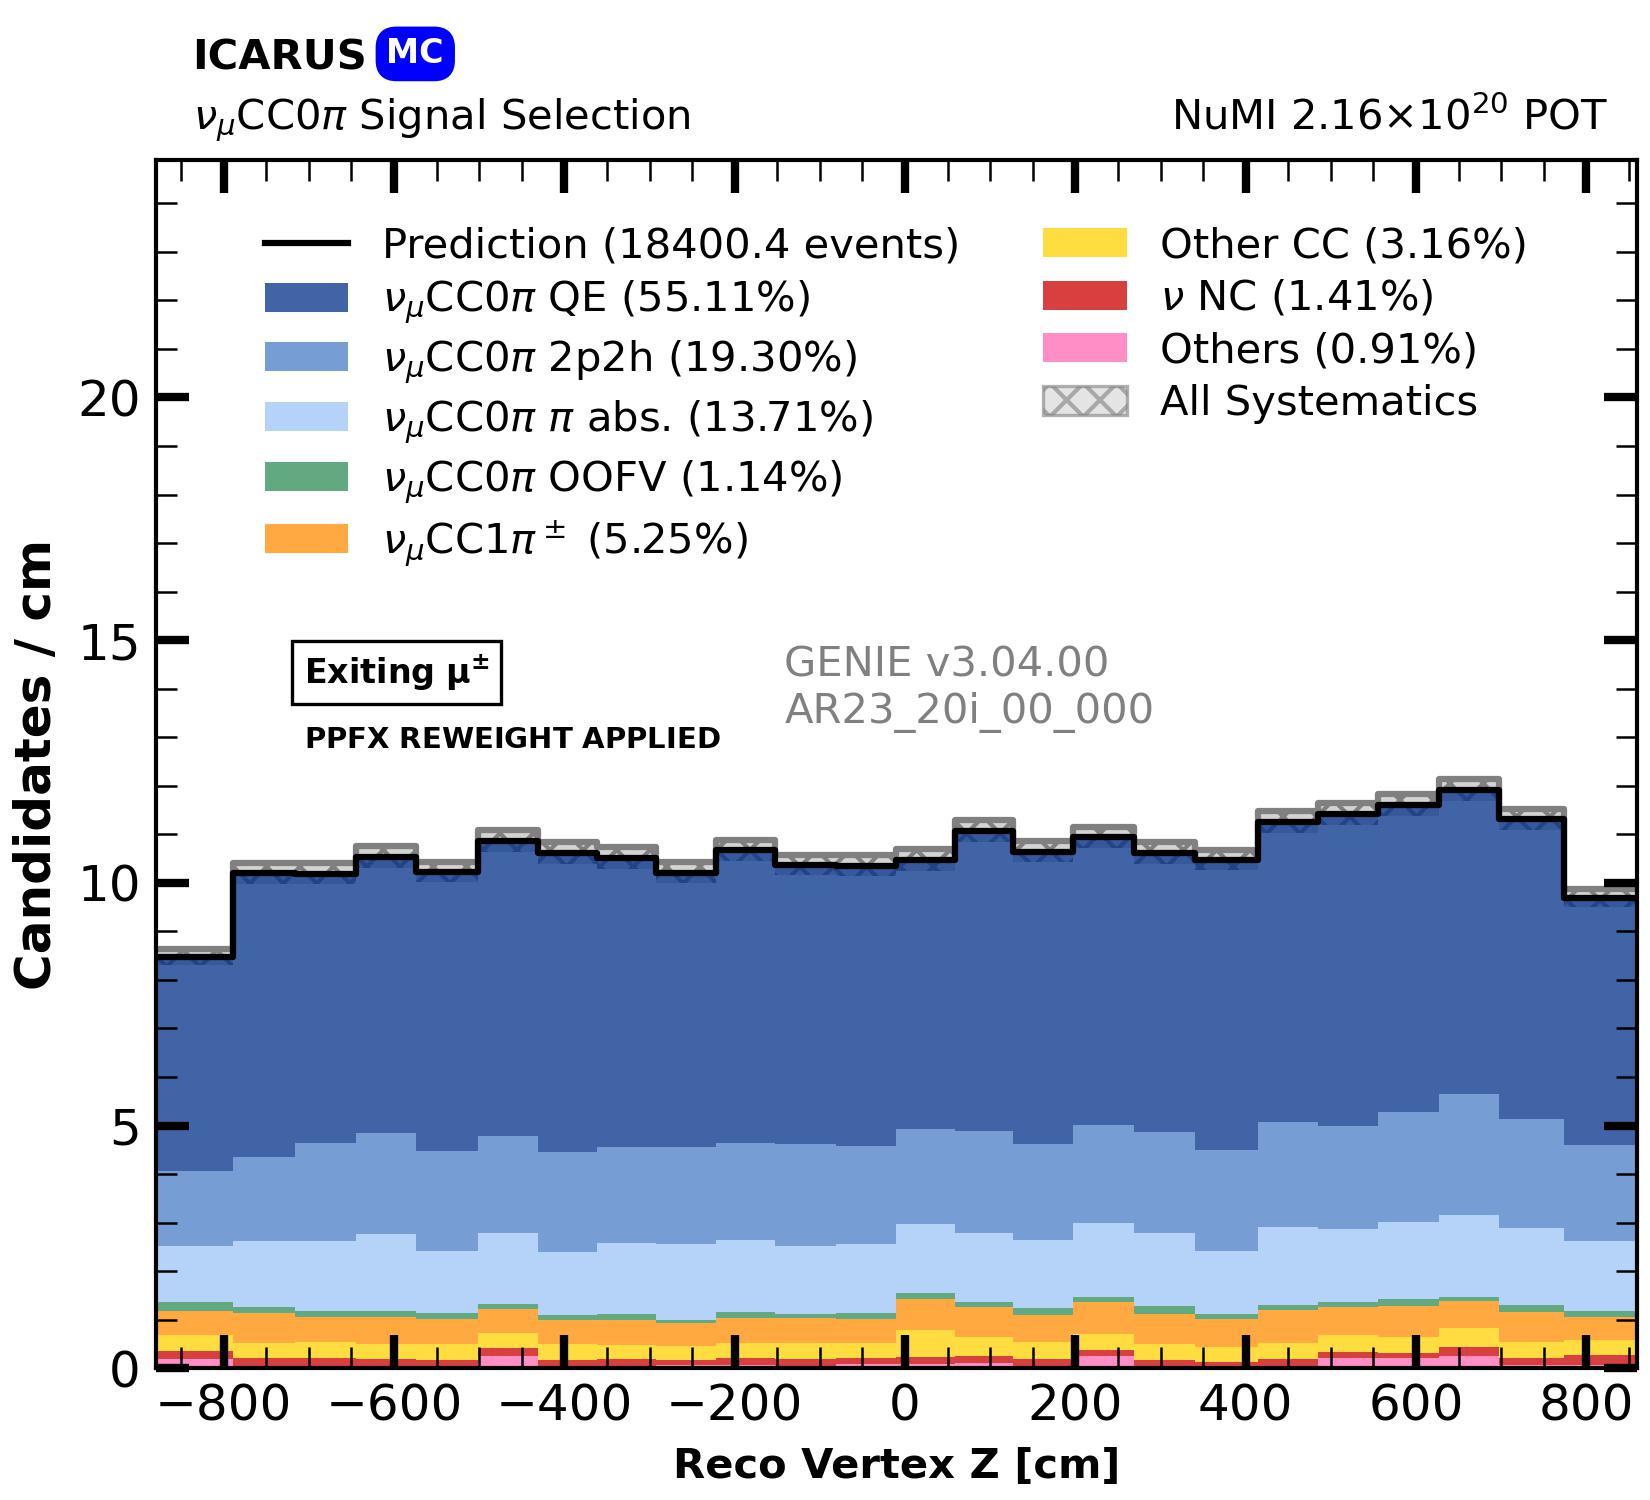 ICARUS MC
νμCC0π Signal Selection
NuMI 2.16×10²⁰ POT
Prediction (18400.4 events)
νμCC0π QE (55.11%)
νμCC0π 2p2h (19.30%)
νμCC0π π abs. (13.71%)
νμCC0π OOFV (1.14%)
νμCC1π± (5.25%)
Other CC (3.16%)
ν NC (1.41%)
Others (0.91%)
All Systematics
Exiting μ±
PPFX REWEIGHT APPLIED
GENIE v3.04.00
AR23_20i_00_000
Candidates / cm
20
15
10
5
0
−800 −600 −400 −200 0 200 400 600 800
Reco Vertex Z [cm]